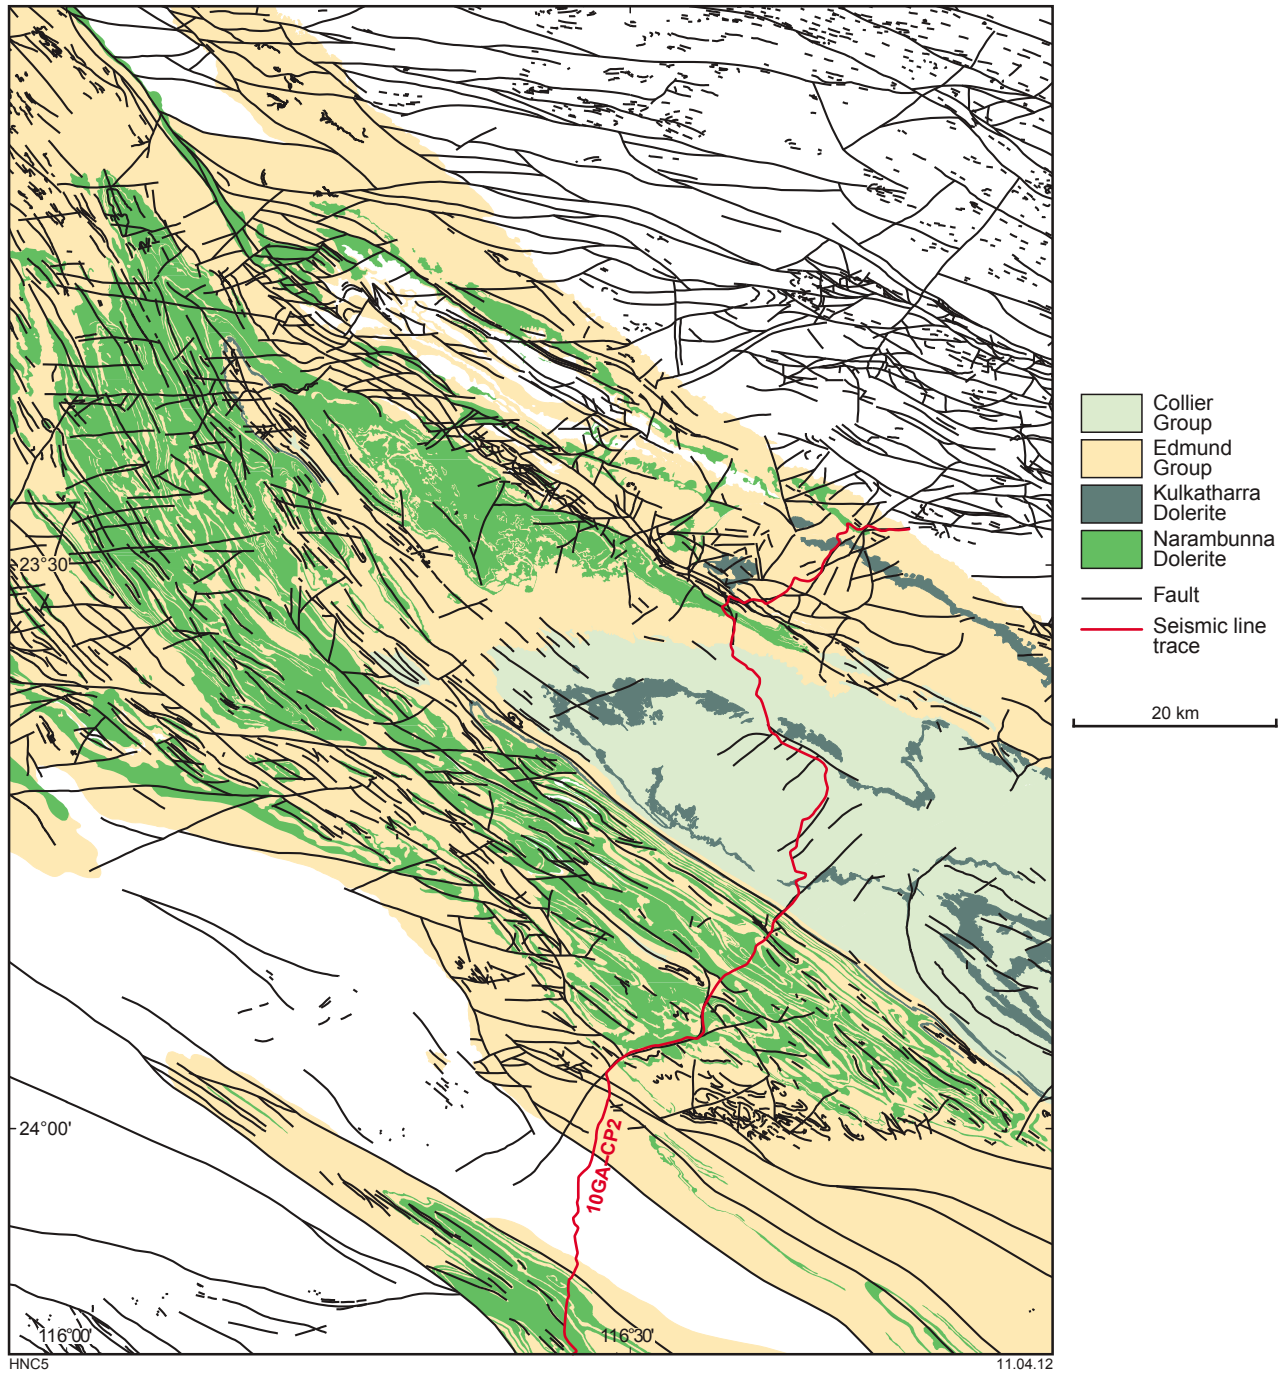 Collier
Group
Edmund
Group
Kulkatharra
Dolerite
Narambunna
Dolerite
Fault
Seismic line
trace
20 km
23°30'
24°00'
10GA–CP2
116°00'
116°30'
HNC5
11.04.12